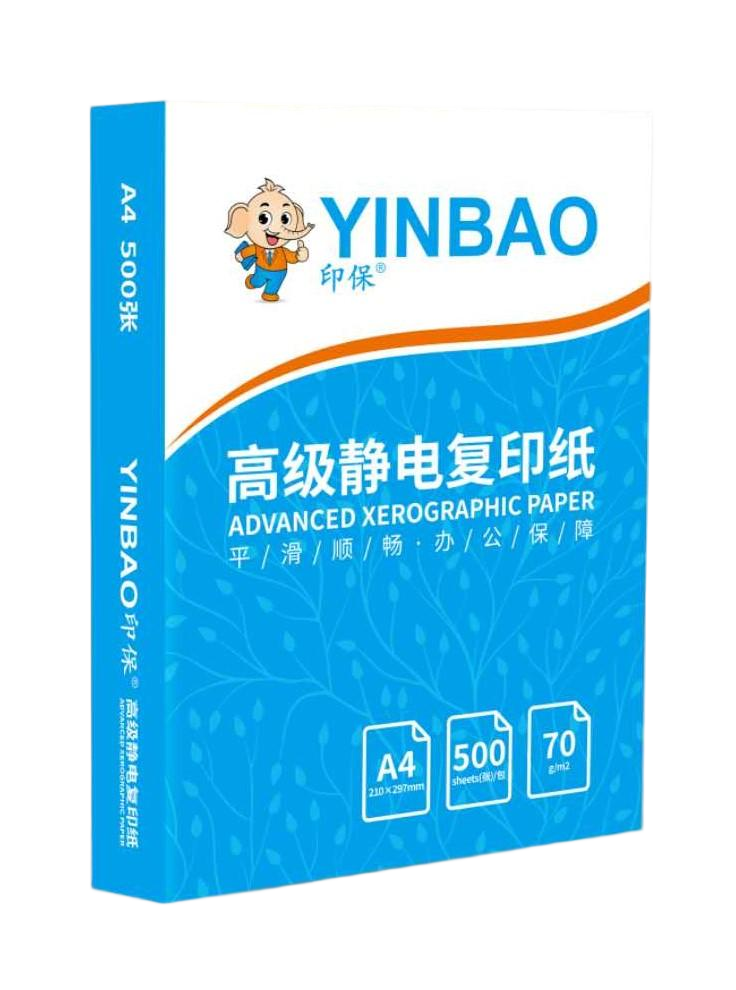 YINBAO
印保®
高级静电复印纸
ADVANCED XEROGRAPHIC PAPER
平/滑/顺/畅·办/公/保/障
A4
210×297mm
500
sheets(张)/包
70
g/m2
A4 500张
YINBAO印保®
高级静电复印纸
ADVANCED XEROGRAPHIC PAPER